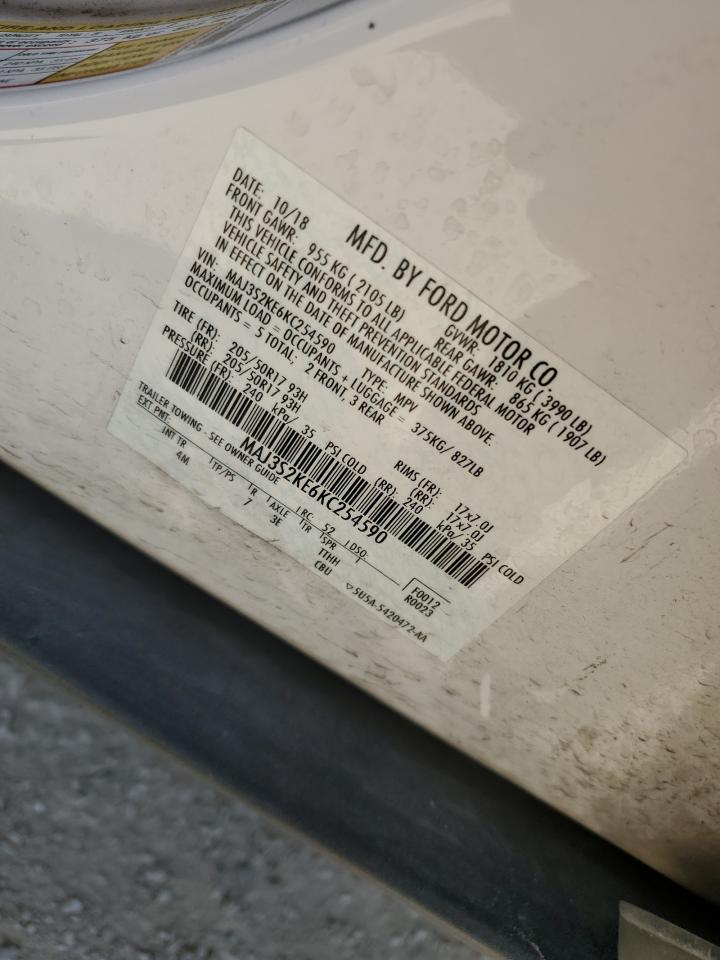 MFD. BY FORD MOTOR CO.
DATE: 10/18 GVWR: 1810 KG ( 3990 LB)
FRONT GAWR: 955 KG ( 2105 LB) REAR GAWR: 865 KG ( 1907 LB)
THIS VEHICLE CONFORMS TO ALL APPLICABLE FEDERAL MOTOR
VEHICLE SAFETY AND THEFT PREVENTION STANDARDS
IN EFFECT ON THE DATE OF MANUFACTURE SHOWN ABOVE.
VIN: MAJ3S2KE6KC254590 TYPE: MPV
MAXIMUM LOAD = OCCUPANTS + LUGGAGE = 375KG/ 827LB
OCCUPANTS = 5 TOTAL: 2 FRONT, 3 REAR
TIRE (FR): 205/50R17 93H RIMS (FR): 17x7.0J
(RR): 205/50R17 93H (RR): 17x7.0J
PRESSURE: (FR): 240 kPa/ 35 PSI COLD (RR): 240 kPa/35 PSI COLD
MAJ3S2KE6KC254590
TRAILER TOWING - SEE OWNER GUIDE
EXT PNT: RC: 52 DSO: F0012
R0023
INT TR TP/PS R AXLE TR SPR
4M 7 3E TTHH
CBU
5U5A-5420472-AA